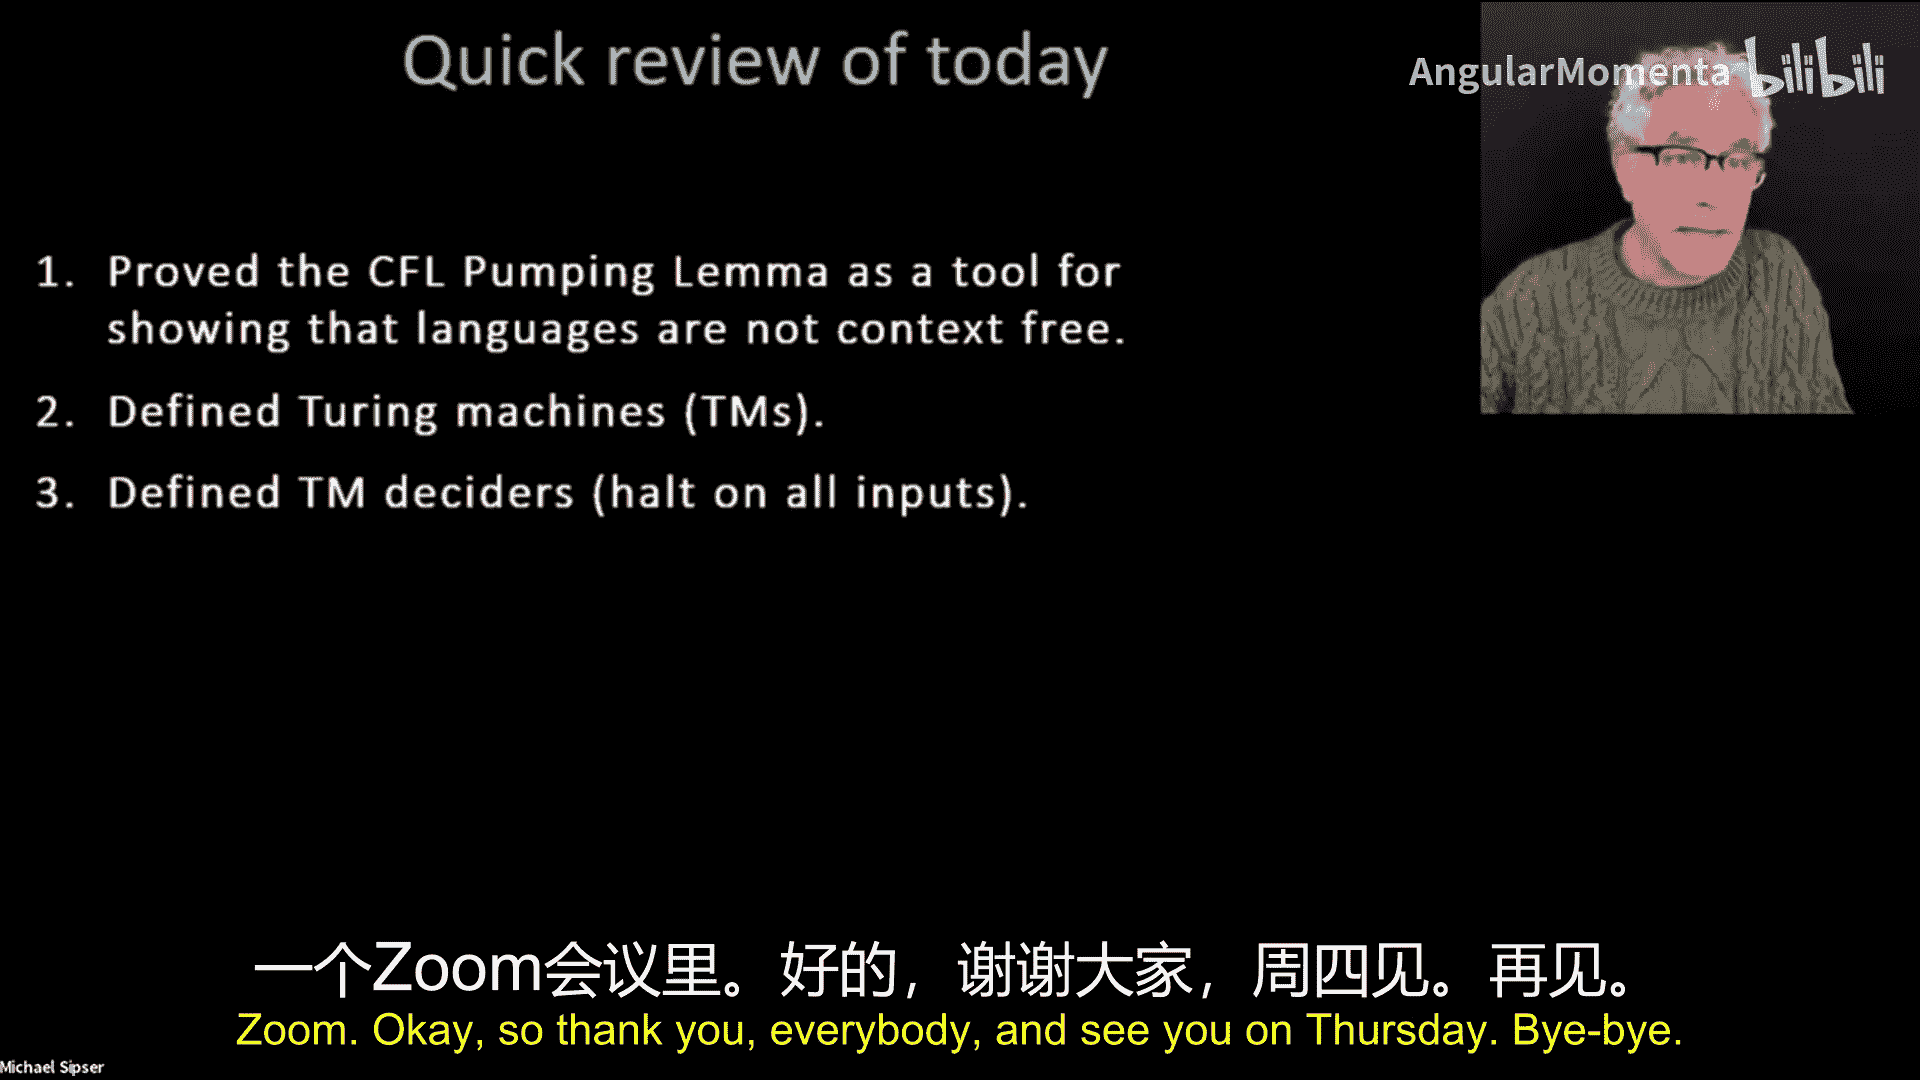 Quick review of today
AngularMomenta bilibili
1. Proved the CFL Pumping Lemma as a tool for
showing that languages are not context free.
2. Defined Turing machines (TMs).
3. Defined TM deciders (halt on all inputs).
一个Zoom会议里。好的，谢谢大家，周四见。再见。
Zoom. Okay, so thank you, everybody, and see you on Thursday. Bye-bye.
Michael Sipser